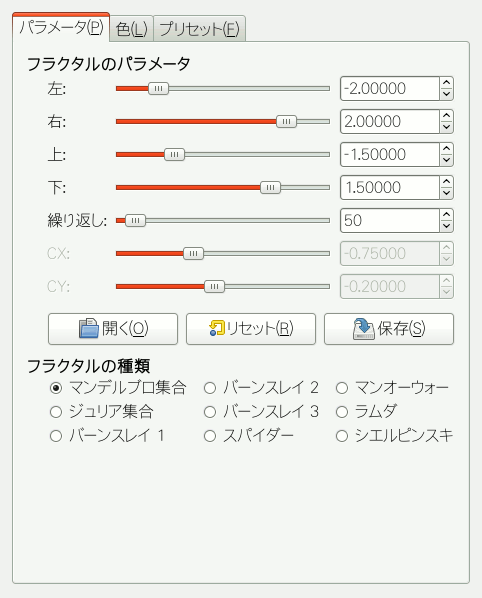 パラメータ(P) 色(L) プリセット(F)
フラクタルのパラメータ
左: -2.00000
右: 2.00000
上: -1.50000
下: 1.50000
繰り返し: 50
CX: -0.75000
CY: -0.20000
開く(O) リセット(R) 保存(S)
フラクタルの種類
マンデルブロ集合 バーンスレイ 2 マンオーウォー
ジュリア集合 バーンスレイ 3 ラムダ
バーンスレイ 1 スパイダー シエルピンスキ